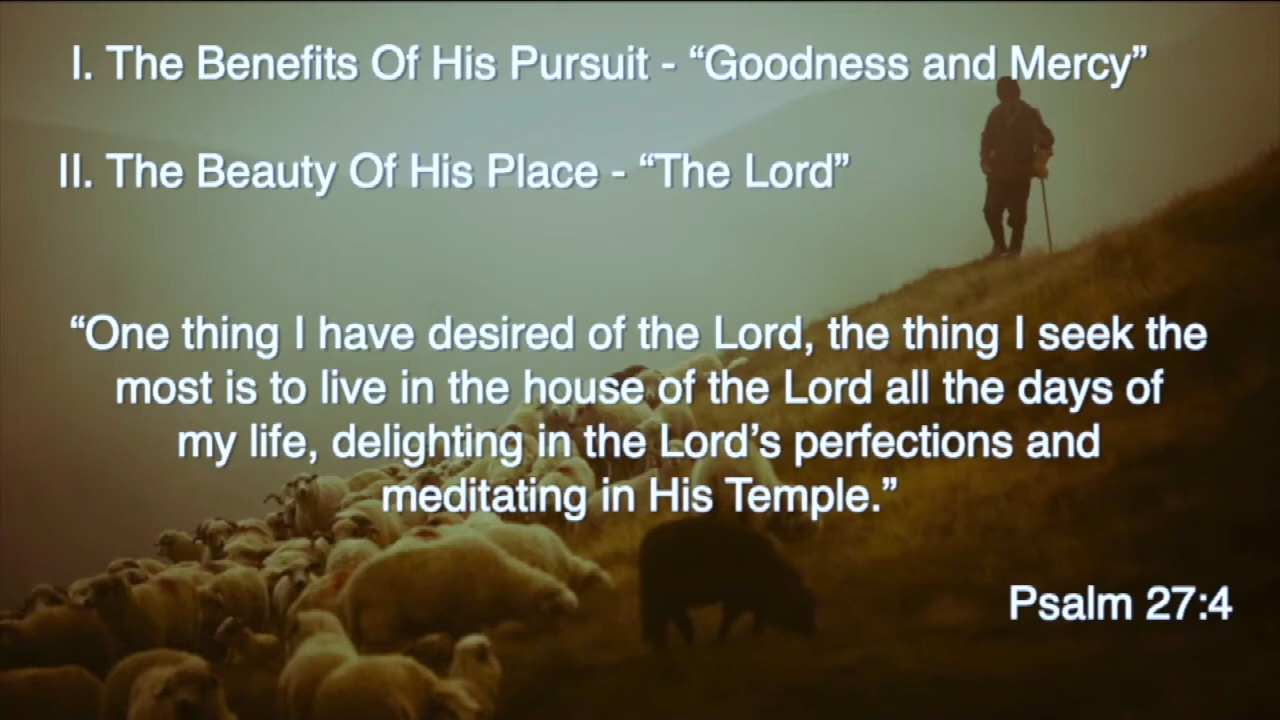 I. The Benefits Of His Pursuit - “Goodness and Mercy”
II. The Beauty Of His Place - “The Lord”
“One thing I have desired of the Lord, the thing I seek the
most is to live in the house of the Lord all the days of
my life, delighting in the Lord’s perfections and
meditating in His Temple.”
Psalm 27:4